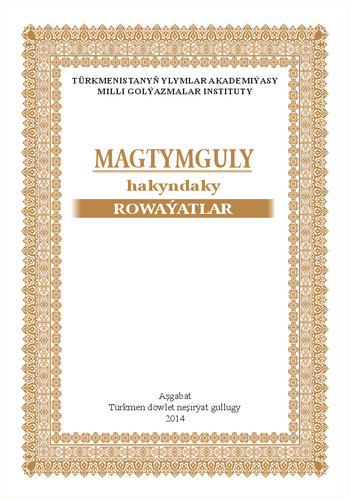 TÜRKMENISTANYŇ YLYMLAR AKADEMIÝASY
MILLI GOLÝAZMALAR INSTITUTY
MAGTYMGULY
hakyndaky
ROWAÝATLAR
Aşgabat
Türkmen döwlet neşirýat gullugy
2014